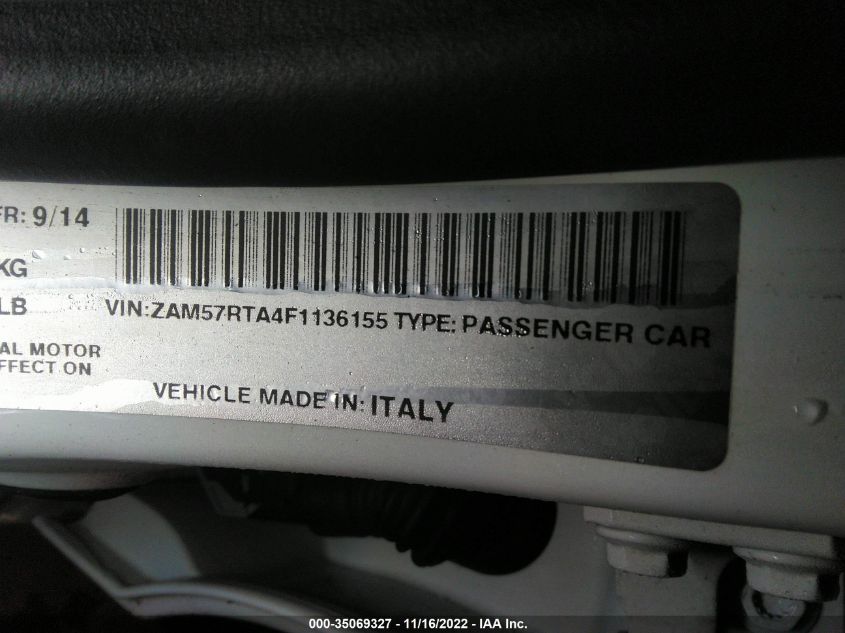 FR: 9/14
KG
LB
VIN:ZAM57RTA4F1136155 TYPE: PASSENGER CAR
AL MOTOR
FFECT ON
VEHICLE MADE IN: ITALY
000-35069327 - 11/16/2022 - IAA Inc.